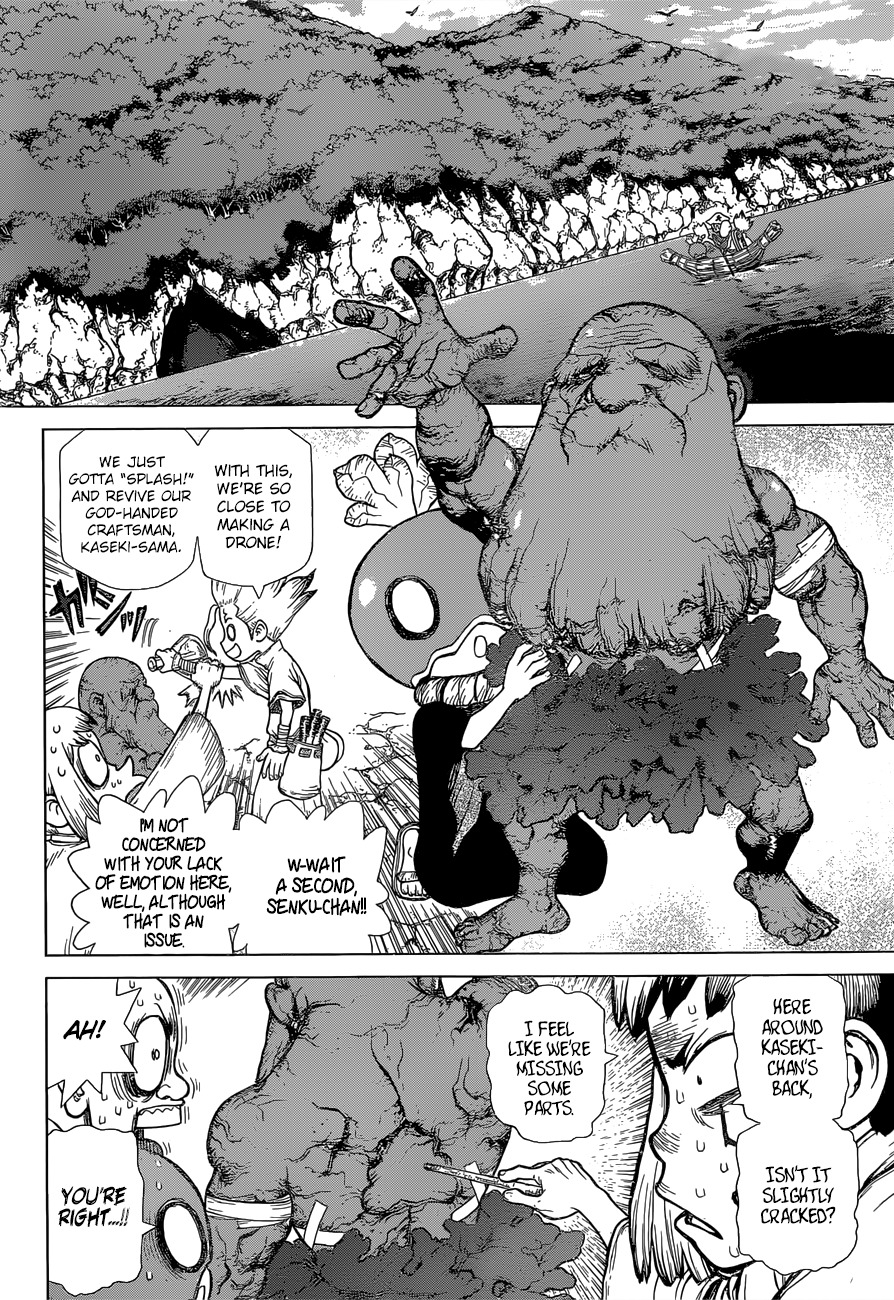 WITH THIS,
WE'RE SO
CLOSE TO
MAKING A
DRONE!
WE JUST
GOTTA "SPLASH!"
AND REVIVE OUR
GOD-HANDED
CRAFTSMAN,
KASEKI-SAMA.
W-WAIT
A SECOND,
SENKU-CHAN!!
I'M NOT
CONCERNED
WITH YOUR LACK
OF EMOTION HERE,
WELL, ALTHOUGH
THAT IS AN
ISSUE.
HERE
AROUND
KASEKI-
CHAN'S
BACK,
ISN'T IT
SLIGHTLY
CRACKED?
I FEEL
LIKE WE'RE
MISSING
SOME
PARTS.
AH!
YOU'RE
RIGHT...!!